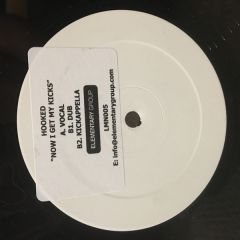 HOOKED
"NOW I GET MY KICKS"
A. VOCAL
B1. DUB
B2. KICKAPPELLA
ELEMENTARY GROUP
LMN005
E: info@elementarygroup.com